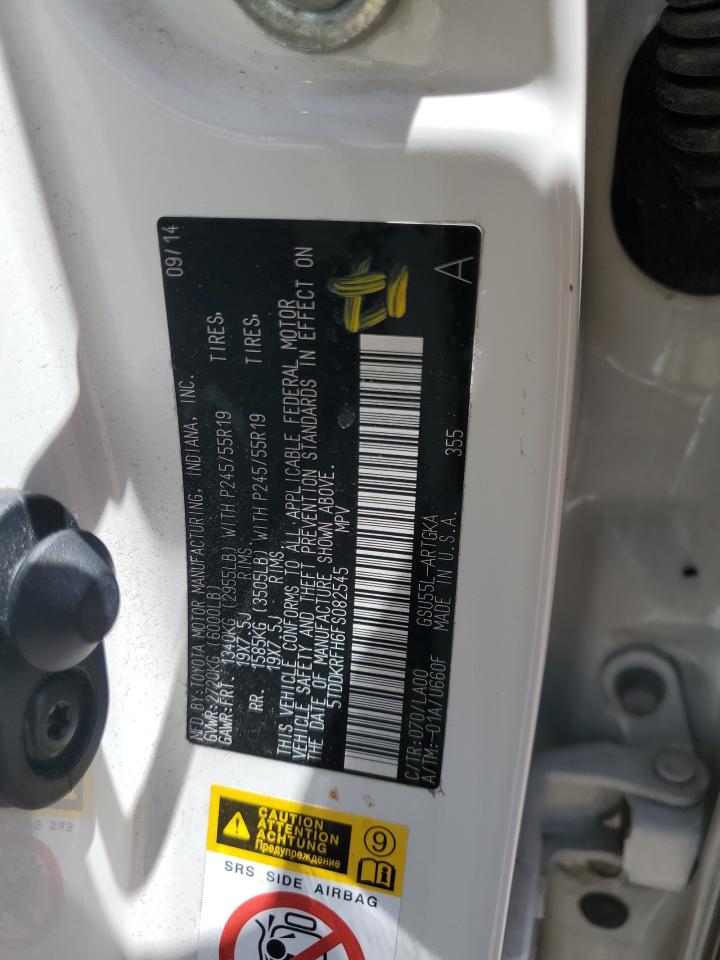 MFD.BY:TOYOTA MOTOR MANUFACTURING, INDIANA, INC. 09/14
GVWR:2720KG (6000LB)
GAWR:FRT. 1340KG (2955LB) WITH P245/55R19 TIRES,
19X7.5J RIMS,
RR. 1585KG (3505LB) WITH P245/55R19 TIRES,
19X7.5J RIMS
THIS VEHICLE CONFORMS TO ALL APPLICABLE FEDERAL MOTOR
VEHICLE SAFETY AND THEFT PREVENTION STANDARDS IN EFFECT ON
THE DATE OF MANUFACTURE SHOWN ABOVE.
5TDDKRFH6FS082545 MPV
C/TR:070/LA00 GSU55L-ARTGKA 355 A
A/TM:-01A/U660F MADE IN U.S.A.
CAUTION
ATTENTION
ACHTUNG
Предупреждение
9
SRS SIDE AIRBAG